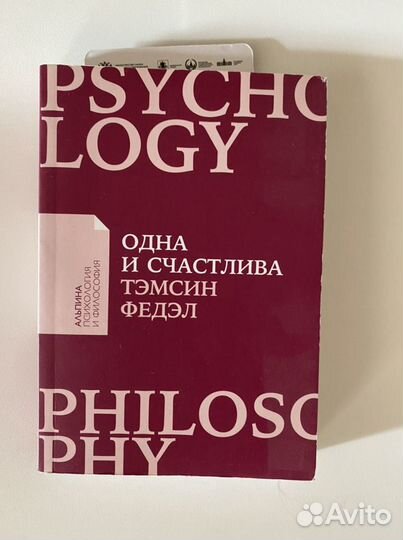 PSYCHO
LOGY
ОДНА
И СЧАСТЛИВА
ТЭМСИН
ФЕДЭЛ
АЛЬПИНА
ПСИХОЛОГИЯ
И ФИЛОСОФИЯ
PHILOSO
PHY
Avito